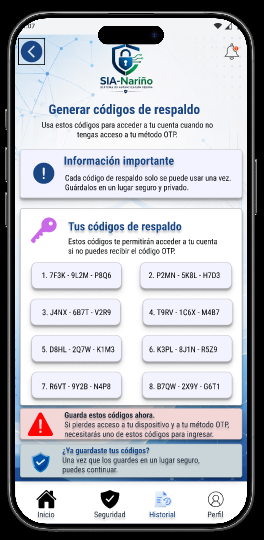 :07
SIA-Nariño
SISTEMA DE AUTENTICACIÓN SEGURA
Generar códigos de respaldo
Usa estos códigos para acceder a tu cuenta cuando no
tengas acceso a tu método OTP.
Información importante
Cada código de respaldo solo se puede usar una vez.
Guárdalos en un lugar seguro y privado.
Tus códigos de respaldo
Estos códigos te permitirán acceder a tu cuenta
si no puedes recibir el código OTP.
1. 7F3K - 9L2M - P8Q6
2. P2MN - 5K8L - H7D3
3. J4NX - 6B7T - V2R9
4. T9RV - 1C6X - M4B7
5. D8HL - 2Q7W - K1M3
6. K3PL - 8J1N - R5Z9
7. R6VT - 9Y2B - N4P8
8. B7QW - 2X9Y - G6T1
Guarda estos códigos ahora.
Si pierdes acceso a tu dispositivo y a tu método OTP,
necesitarás uno de estos códigos para ingresar.
¿Ya guardaste tus códigos?
Una vez que los guardes en un lugar seguro,
puedes continuar.
Inicio
Seguridad
Historial
Perfil